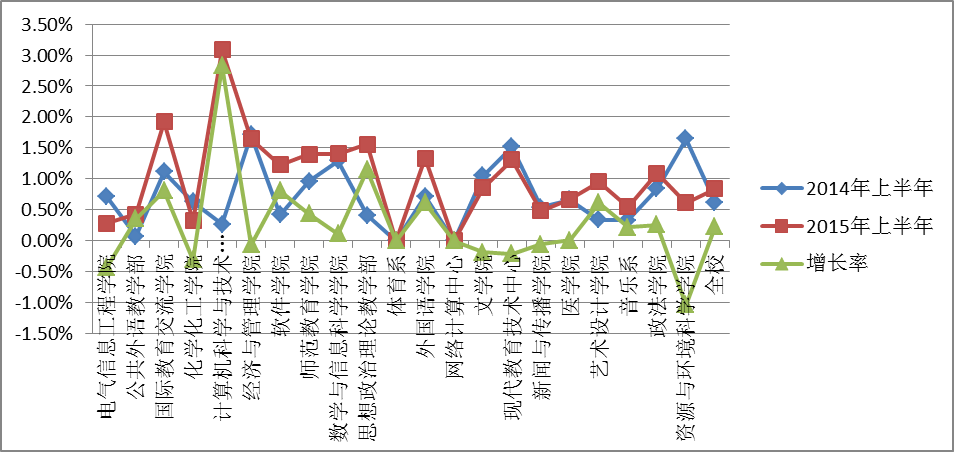 3.50%
3.00%
2.50%
2.00%
1.50%
1.00%
0.50%
0.00%
-0.50%
-1.00%
-1.50%
电气信息工程学院
公共外语教学部
国际教育交流学院
化学化工学院
计算机科学与技术…
经济与管理学院
软件学院
师范教育学院
数学与信息科学学院
思想政治理论教学部
体育系
外国语学院
网络计算中心
文学院
现代教育技术中心
新闻与传播学院
医学院
艺术设计学院
音乐系
政法学院
资源与环境科学学院
全校
2014年上半年
2015年上半年
增长率